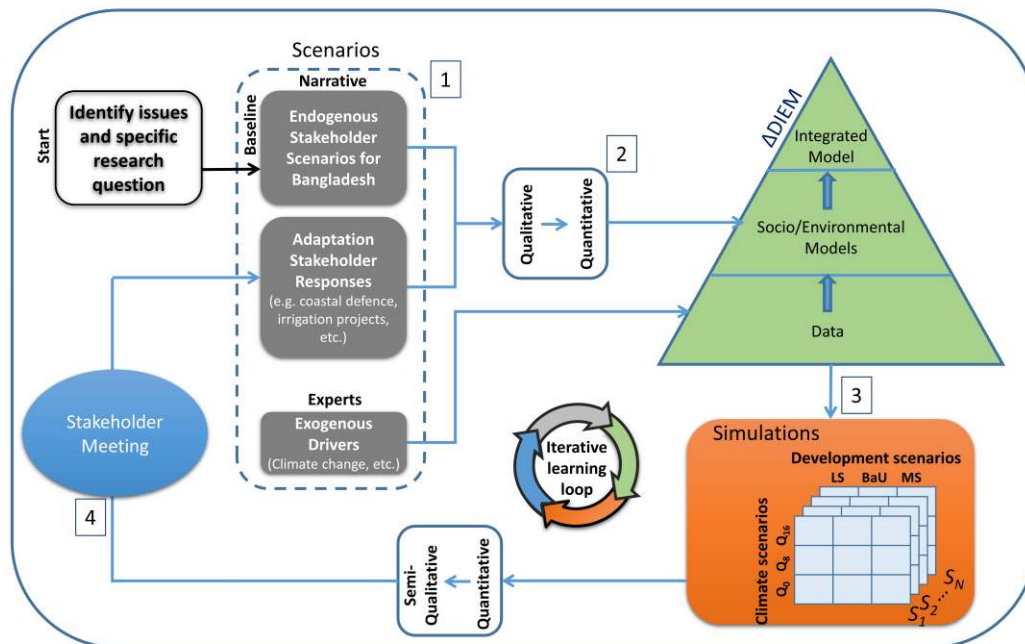 Scenarios
1
Narrative
Start
Identify issues
and specific
research
question
Baseline
Endogenous
Stakeholder
Scenarios for
Bangladesh
Adaptation
Stakeholder
Responses
(e.g. coastal defence,
irrigation projects,
etc.)
Experts
Exogenous
Drivers
(Climate change, etc.)
2
Qualitative
Quantitative
ΔDIEM
Integrated
Model
Socio/Environmental
Models
Data
3
Simulations
Development scenarios
LS BaU MS
Climate scenarios
Q₁₆
Q₈
Q₀
S₁ S₂ ... S_N
Iterative
learning
loop
Quantitative
Semi-
Qualitative
4
Stakeholder
Meeting